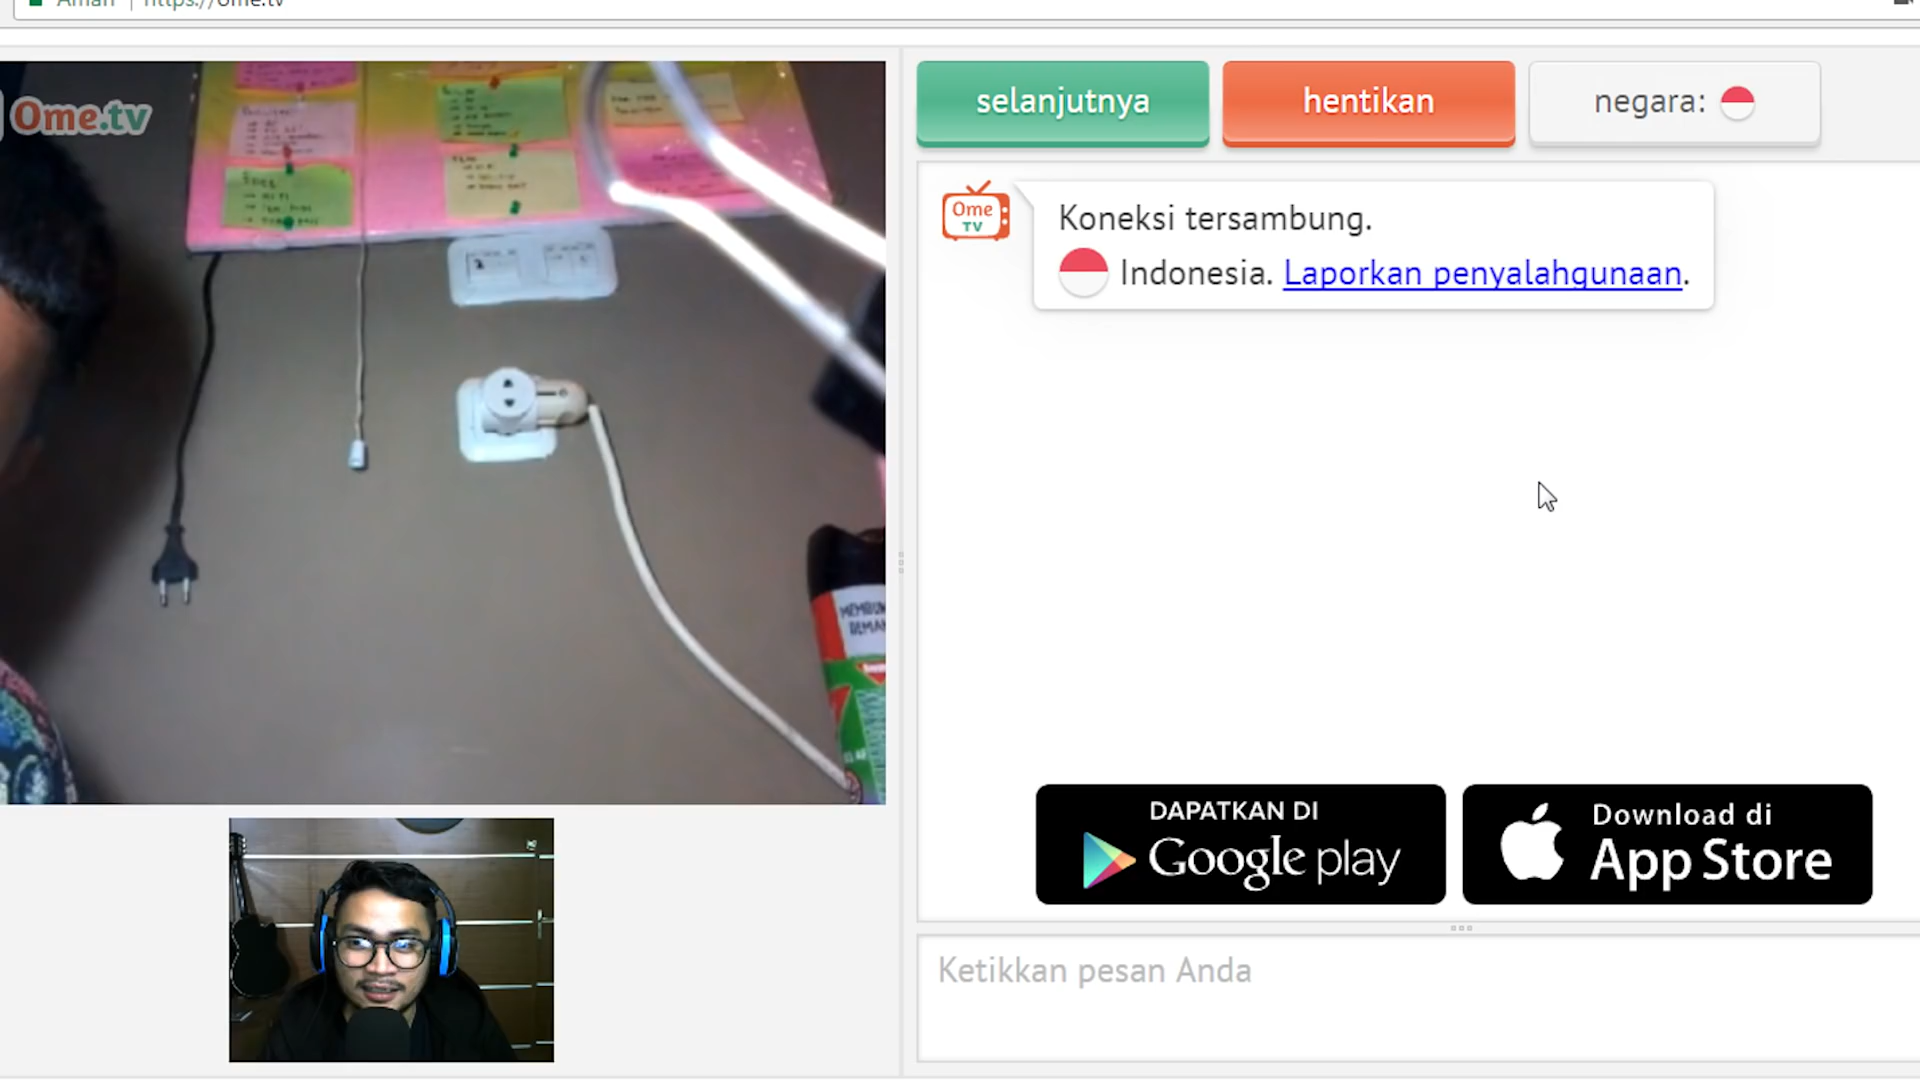 Ome.tv
selanjutnya
hentikan
negara:
Ome
TV
Koneksi tersambung.
Indonesia. Laporkan penyalahgunaan.
DAPATKAN DI
Google play
Download di
App Store
Ketikkan pesan Anda